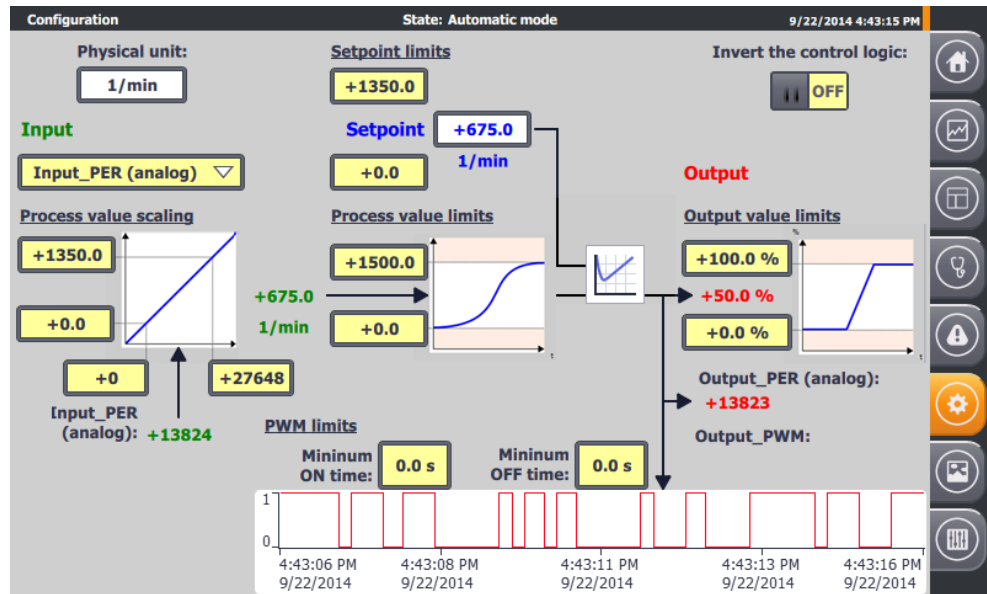 Configuration State: Automatic mode 9/22/2014 4:43:15 PM
Physical unit:
1/min
Setpoint limits
+1350.0
Invert the control logic:
OFF
Input
Input_PER (analog)
Setpoint +675.0
1/min
+0.0
Output
Process value scaling
+1350.0
+0.0
+0
+27648
Input_PER
(analog): +13824
Process value limits
+1500.0
+675.0
1/min
+0.0
t
Output value limits
%
+100.0 %
+50.0 %
+0.0 %
t
Output_PER (analog):
+13823
Output_PWM:
PWM limits
Mininum
ON time:
0.0 s
Mininum
OFF time:
0.0 s
1
0
4:43:06 PM 4:43:08 PM 4:43:11 PM 4:43:13 PM 4:43:16 PM
9/22/2014 9/22/2014 9/22/2014 9/22/2014 9/22/2014